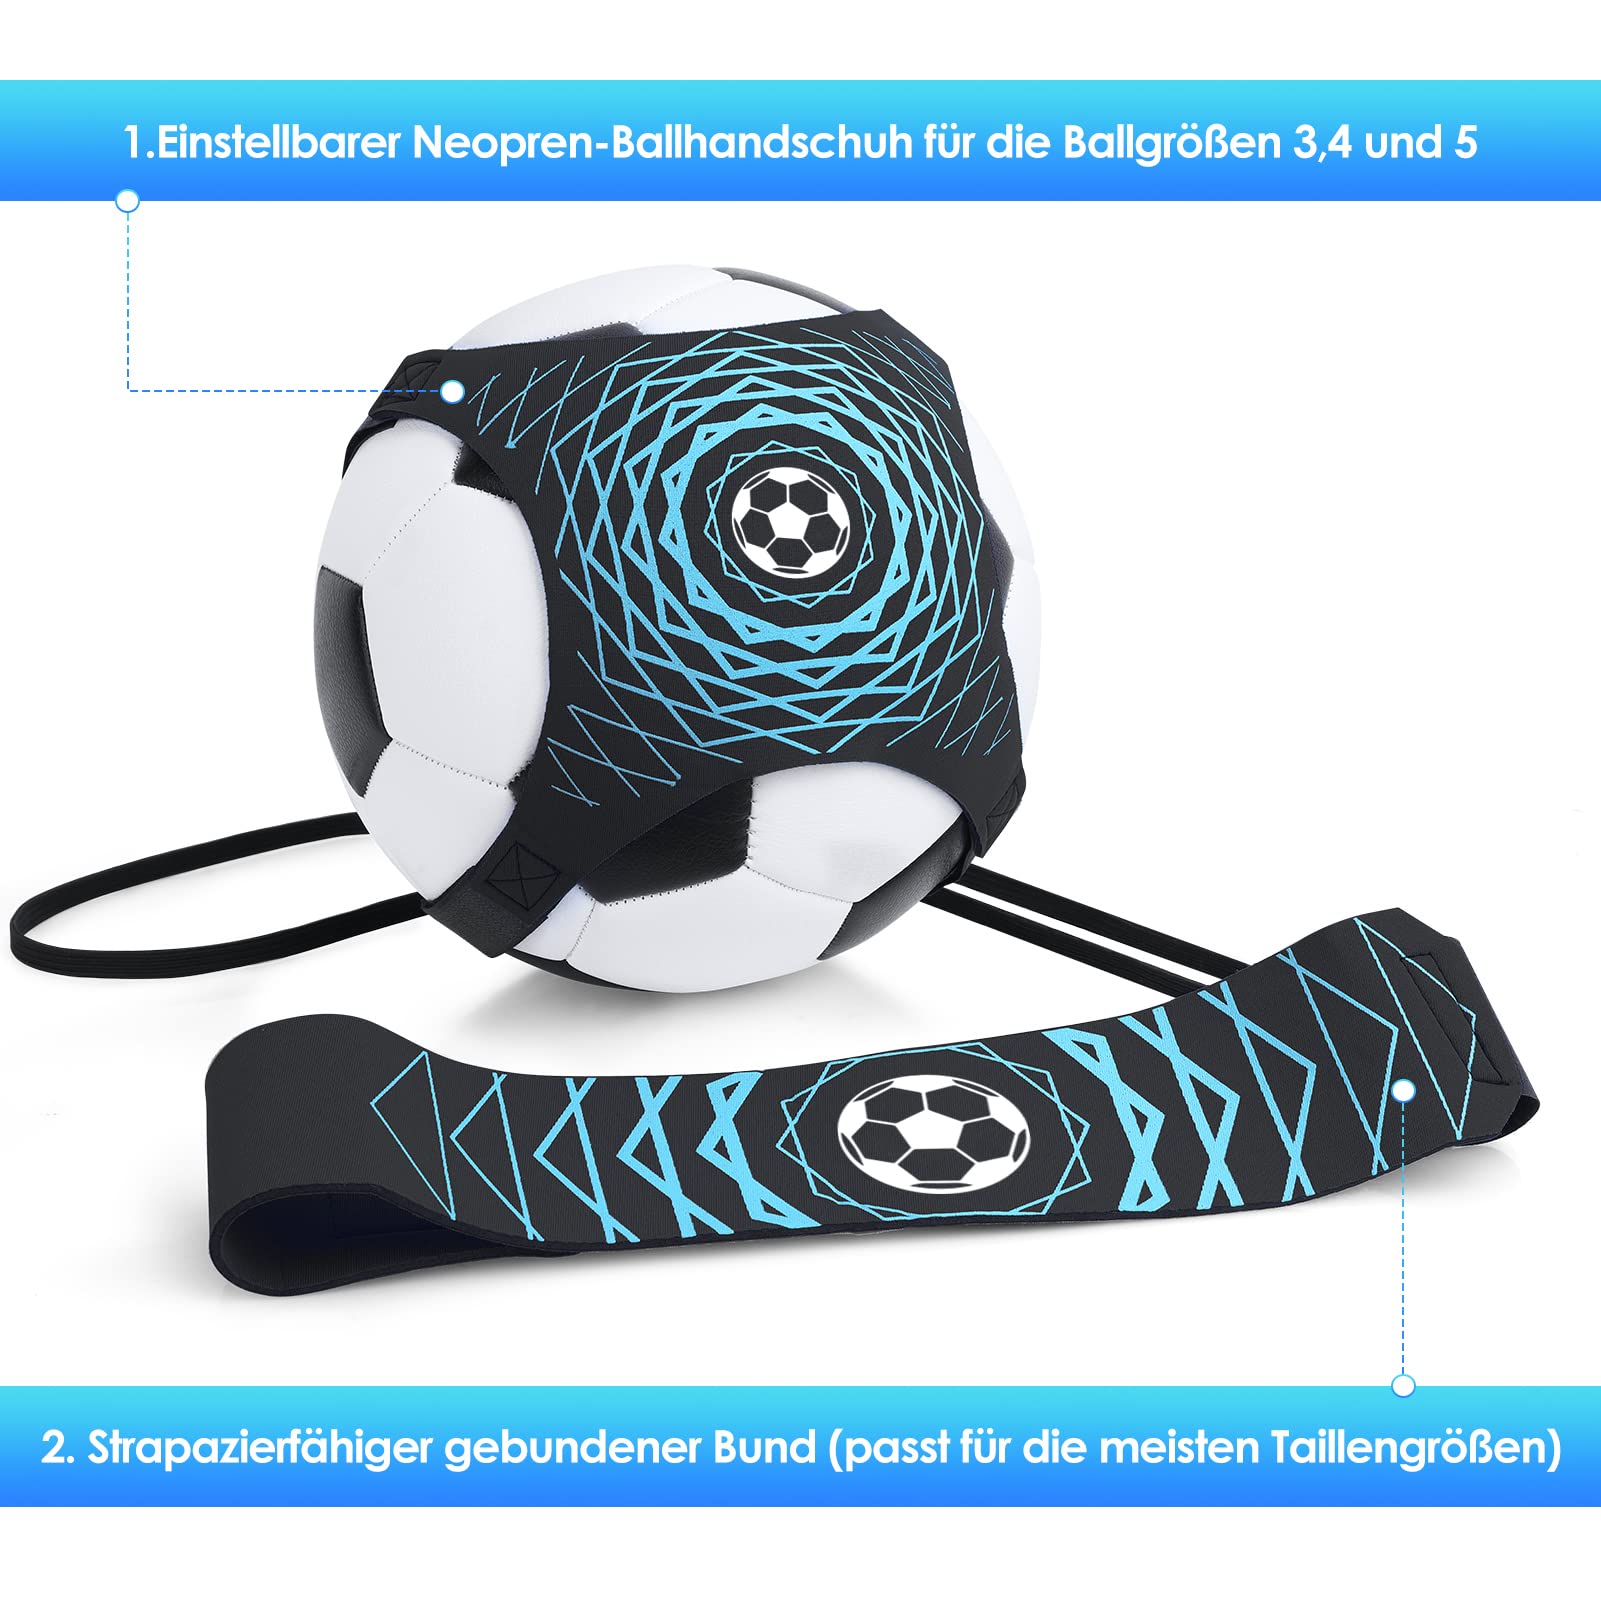 1.Einstellbarer Neopren-Ballhandschuh für die Ballgrößen 3,4 und 5
2. Strapazierfähiger gebundener Bund (passt für die meisten Taillengrößen)